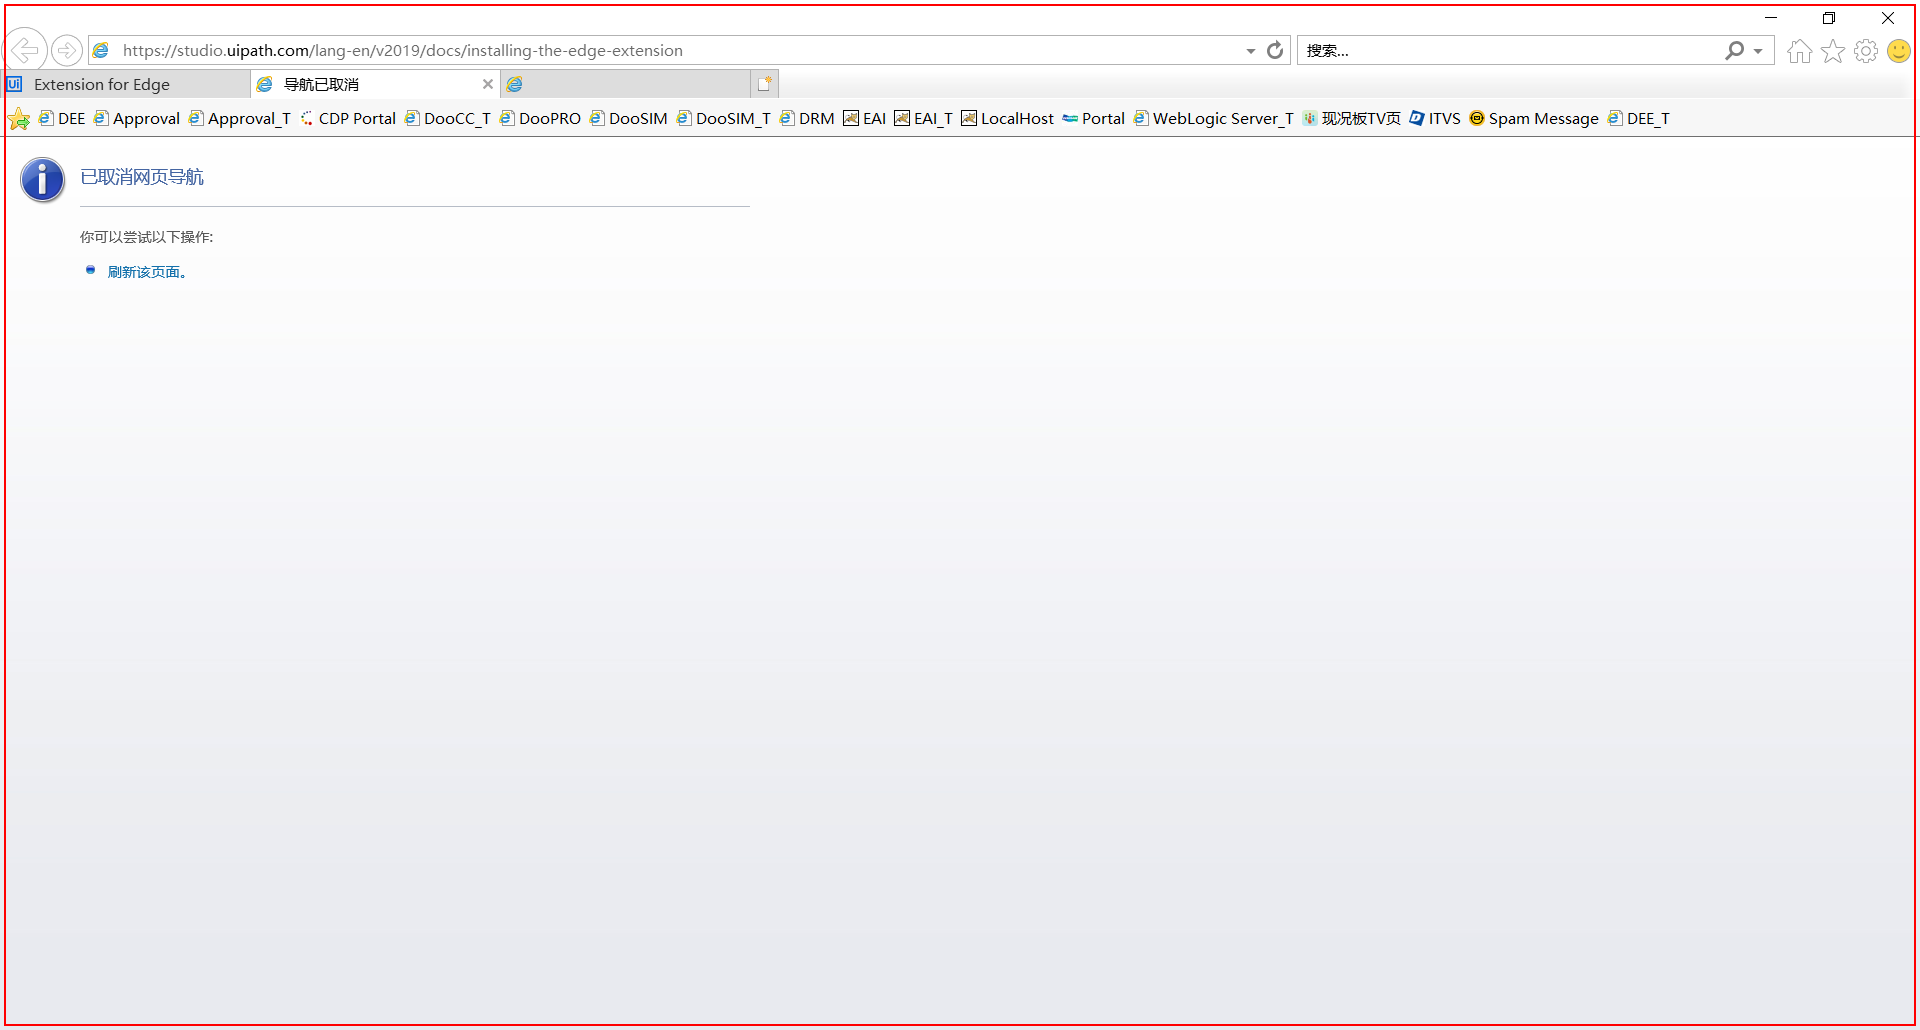 https://studio.uipath.com/lang-en/v2019/docs/installing-the-edge-extension 搜索...
Ui Extension for Edge 导航已取消
DEE Approval Approval_T CDP Portal DooCC_T DooPRO DooSIM DooSIM_T DRM EAI EAI_T LocalHost Portal WebLogic Server_T 现况板TV页 ITVS Spam Message DEE_T
已取消网页导航
你可以尝试以下操作:
刷新该页面。